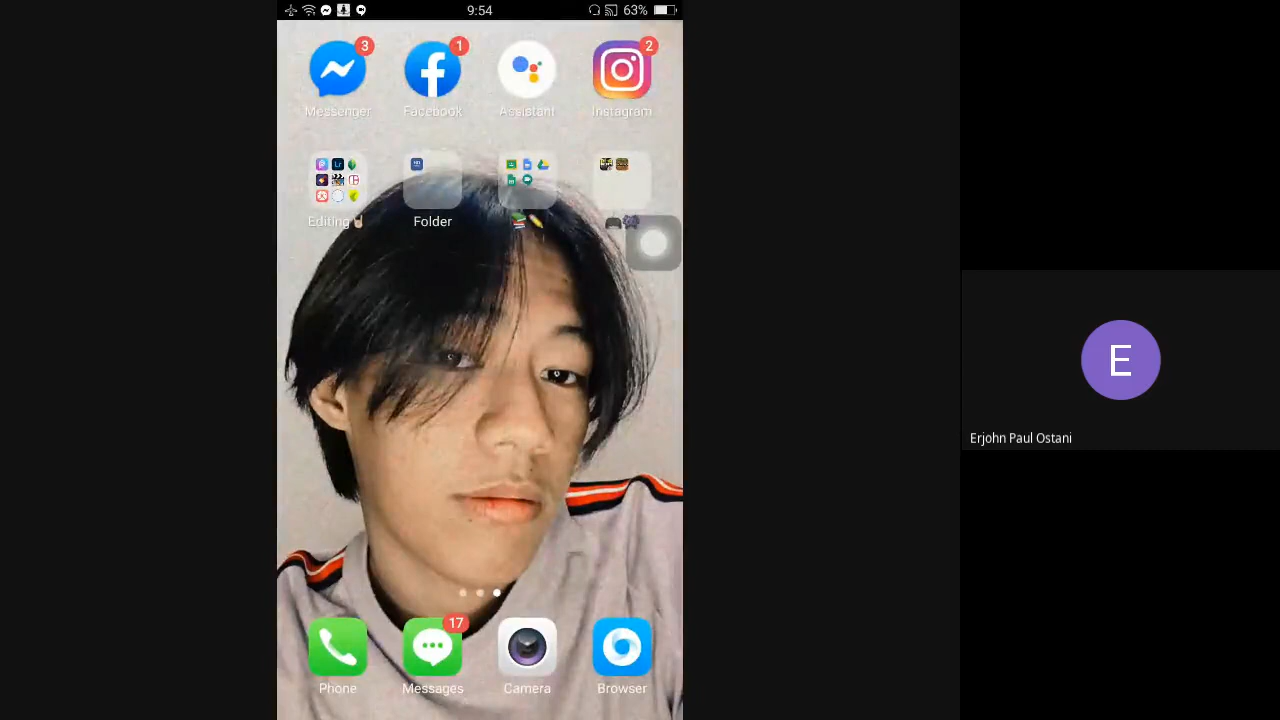 9:54
63%
3
1
2
Messenger
Facebook
Assistant
Instagram
Editing🤘🏼
Folder
📚✏️
🎮👾
17
Phone
Messages
Camera
Browser
E
Erjohn Paul Ostani